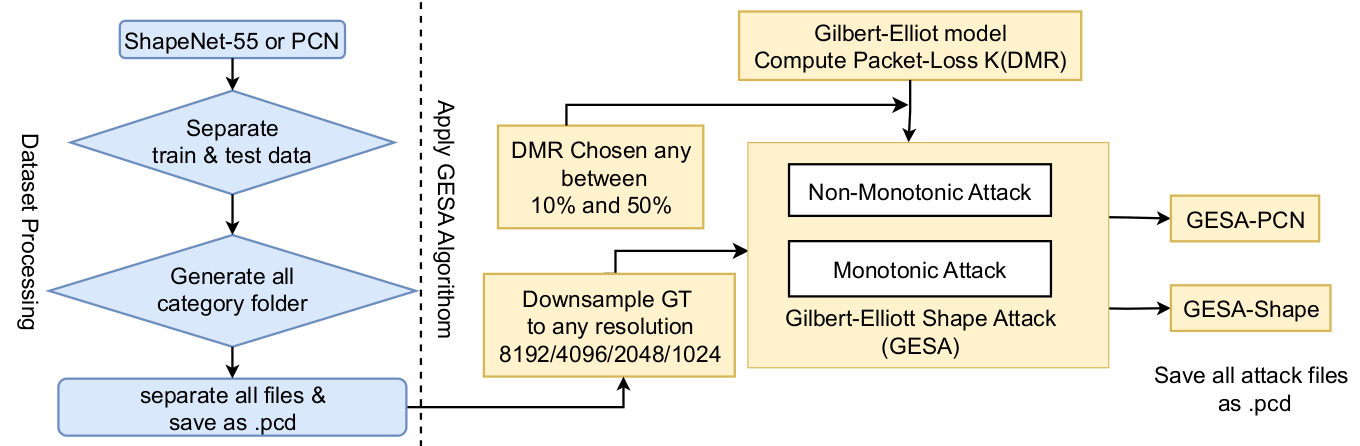 ShapeNet-55 or PCN
Separate
train & test data
Generate all
category folder
separate all files &
save as .pcd
Dataset Processing
Apply GESA Algorithom
Gilbert-Elliot model
Compute Packet-Loss K(DMR)
DMR Chosen any
between
10% and 50%
Downsample GT
to any resolution
8192/4096/2048/1024
Non-Monotonic Attack
Monotonic Attack
Gilbert-Elliott Shape Attack
(GESA)
GESA-PCN
GESA-Shape
Save all attack files
as .pcd